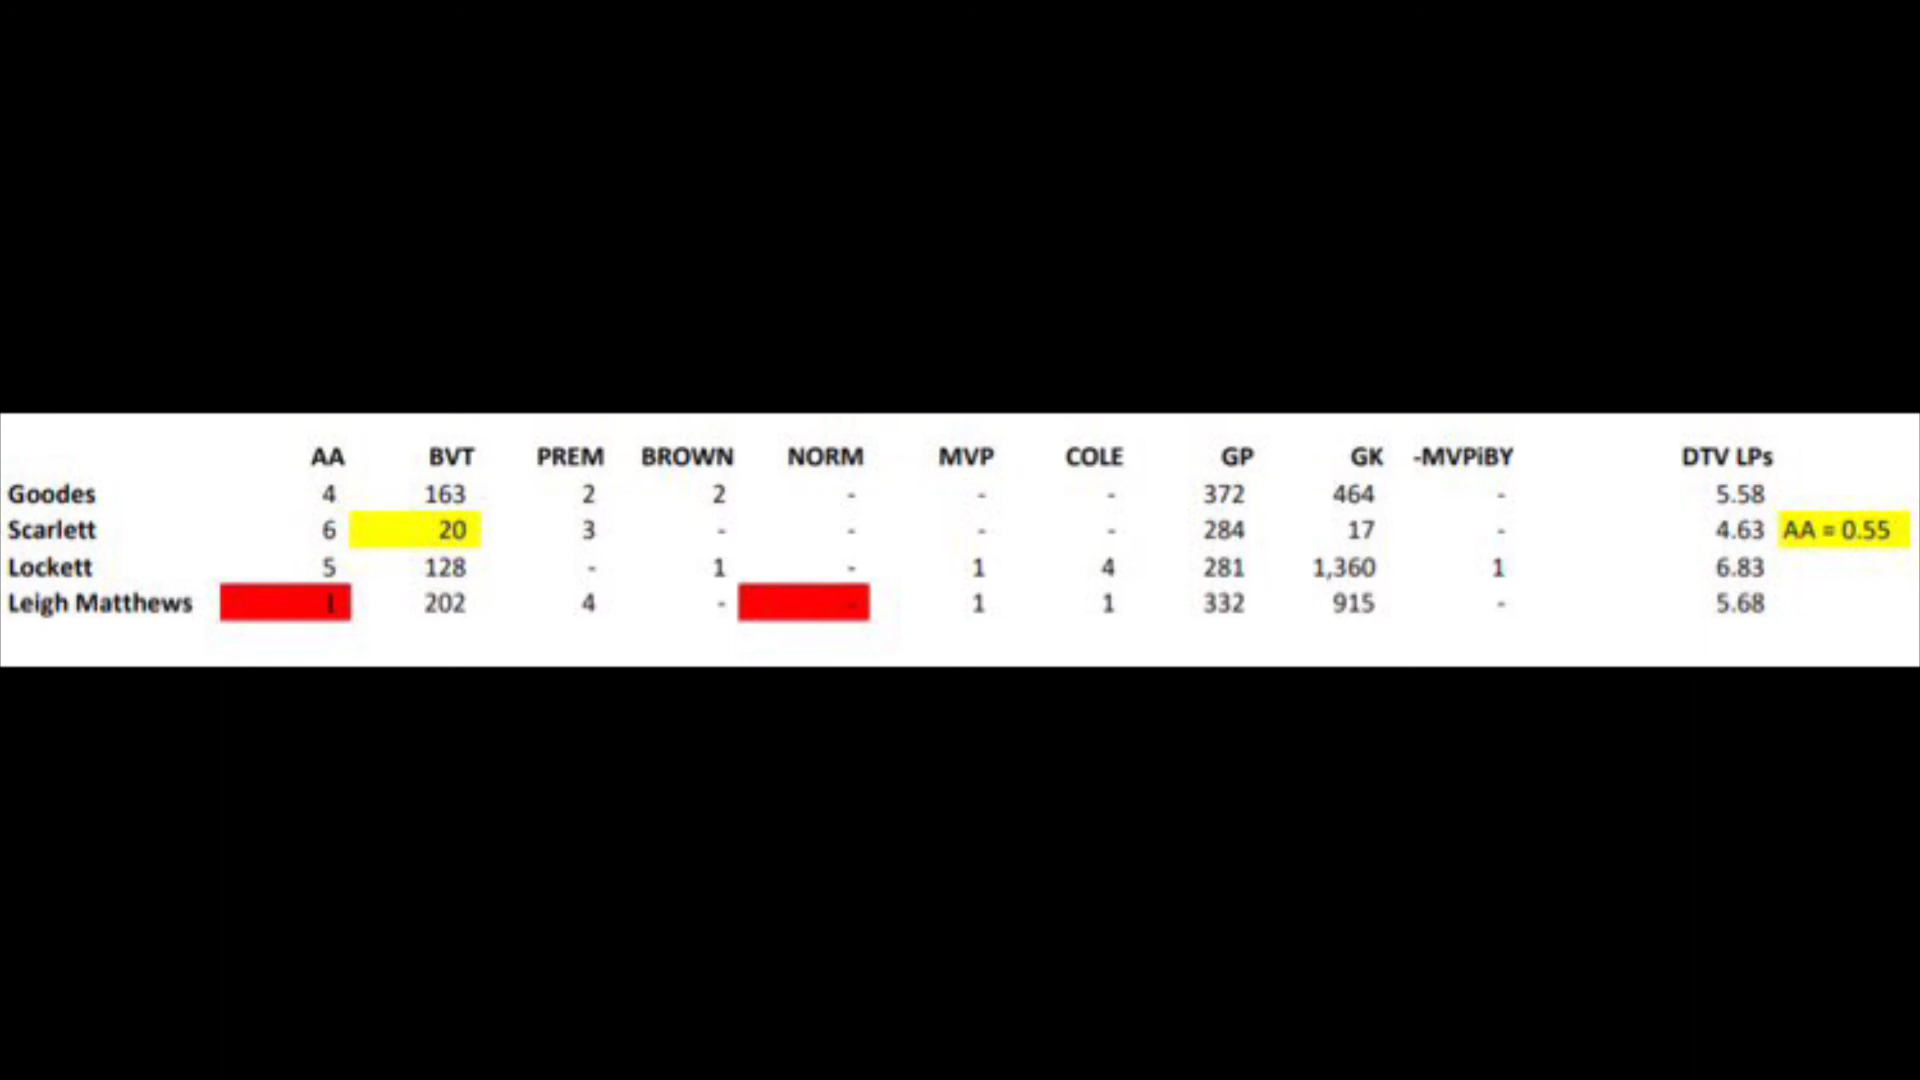 AA BVT PREM BROWN NORM MVP COLE GP GK -MVPiBY DTV LPs
Goodes 4 163 2 2 - - - 372 464 - 5.58
Scarlett 6 20 3 - - - - 284 17 - 4.63 AA = 0.55
Lockett 5 128 - 1 - 1 4 281 1,360 1 6.83
Leigh Matthews 1 202 4 - - 1 1 332 915 - 5.68